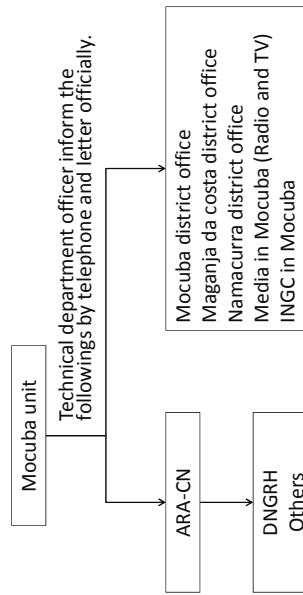 Mocuba unit
Technical department officer inform the
followings by telephone and letter officially.
ARA-CN
DNGRH
Others
Mocuba district office
Maganja da costa district office
Namacurra district office
Media in Mocuba (Radio and TV)
INGC in Mocuba